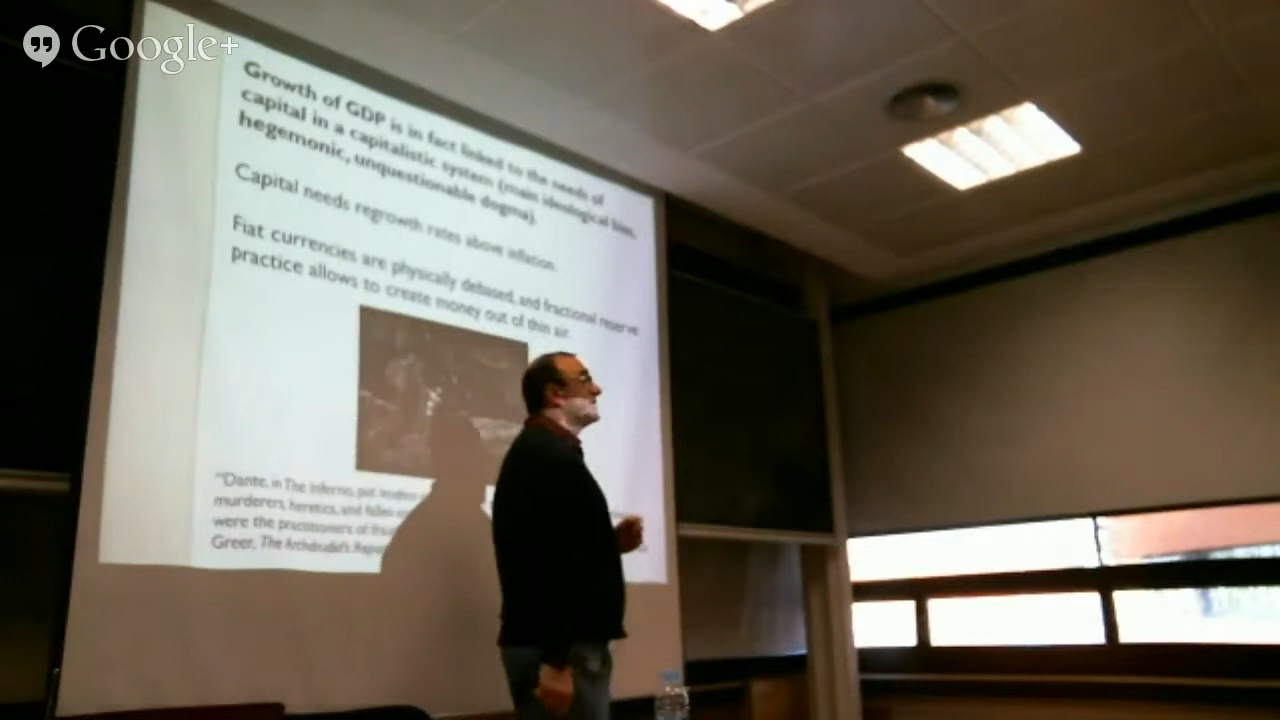 Google+
Growth of GDP is in fact linked to the needs of
capital in a capitalistic system (main ideological bias,
hegemonic, unquestionable dogma).
Capital needs regrowth rates above inflation.
Fiat currencies are physically debased, and fractional reserve
practice allows to create money out of thin air.
"Dante, in The Inferno, put
murderers, heretics, and fallen
were the practitioners of
Greer, The Archdruid's Report